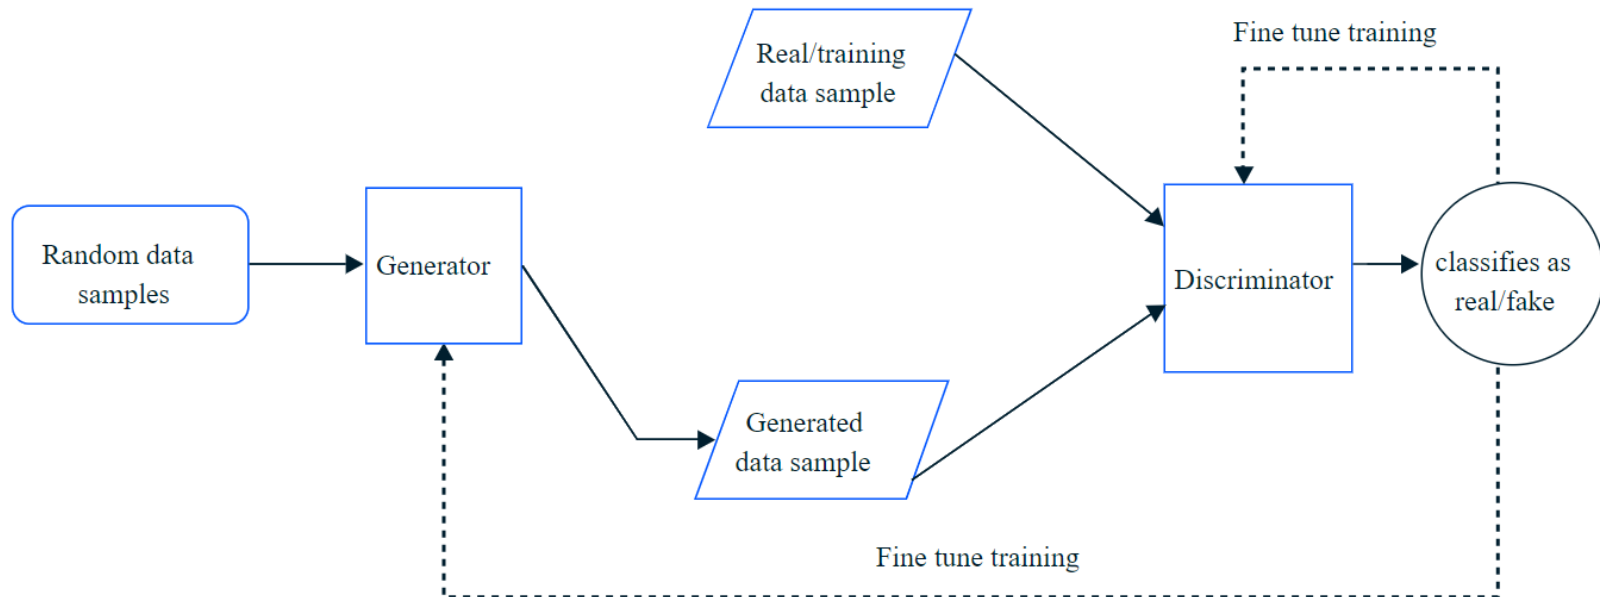 Real/training
data sample
Fine tune training
Random data
samples
Generator
Discriminator
classifies as
real/fake
Generated
data sample
Fine tune training